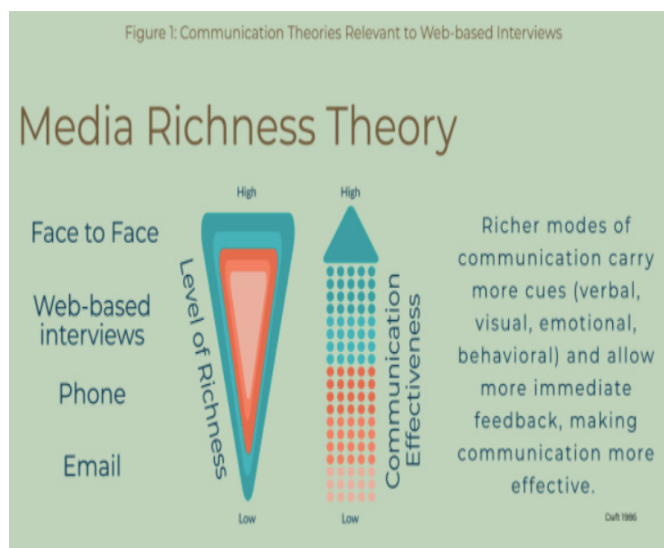 Figure 1: Communication Theories Relevant to Web-based Interviews
Media Richness Theory
Face to Face
Web-based
interviews
Phone
Email
High
Level of Richness
Low
High
Communication
Effectiveness
Low
Richer modes of
communication carry
more cues (verbal,
visual, emotional,
behavioral) and allow
more immediate
feedback, making
communication more
effective.
Daft 1986